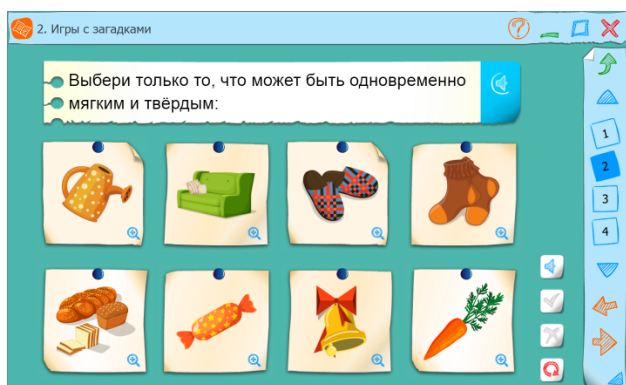 2. Игры с загадками
?
Выбери только то, что может быть одновременно
мягким и твёрдым:
1
2
3
4